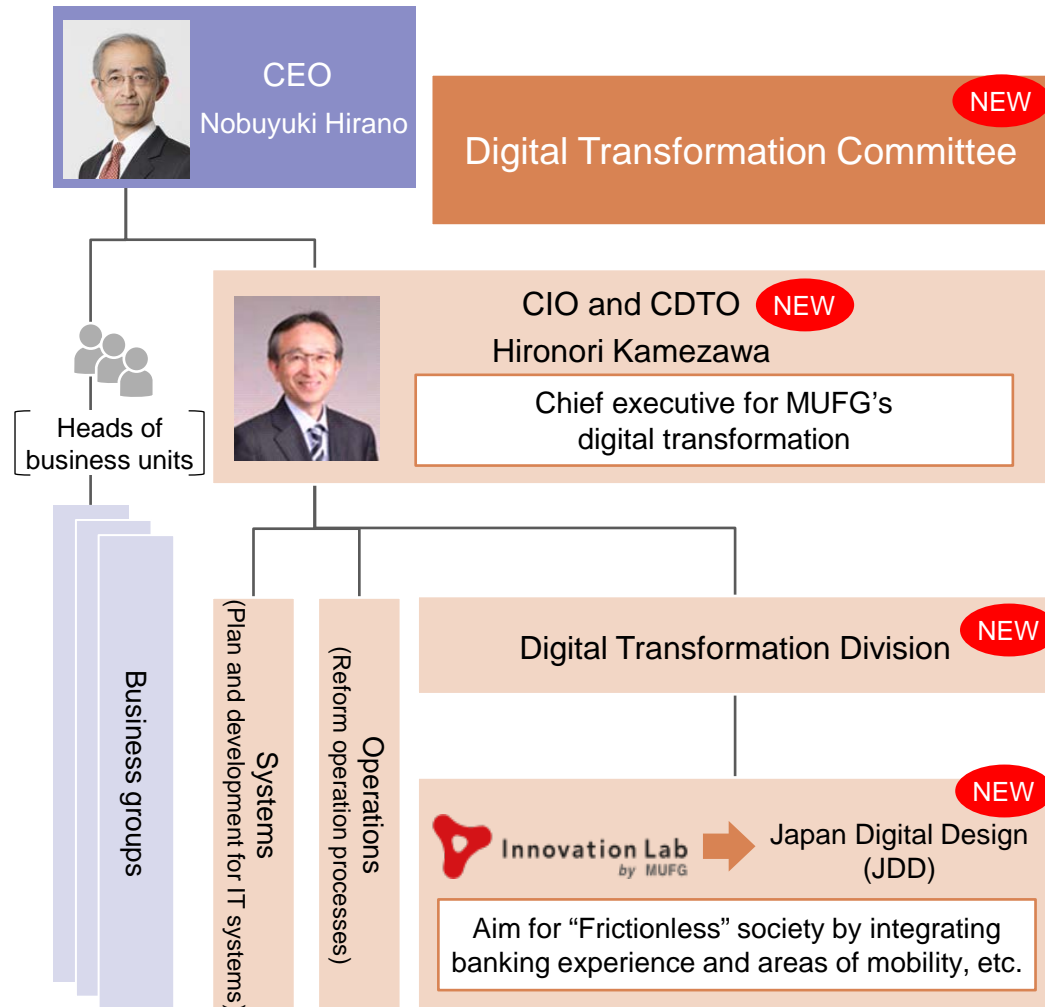 CEO
Nobuyuki Hirano
NEW
Digital Transformation Committee
CIO and CDTO NEW
Hironori Kamezawa
Chief executive for MUFG's
digital transformation
Heads of
business units
Business groups
Systems
(Plan and development for IT systems)
Operations
(Reform operation processes)
NEW
Digital Transformation Division
NEW
Innovation Lab
by MUFG
Japan Digital Design
(JDD)
Aim for “Frictionless” society by integrating
banking experience and areas of mobility, etc.